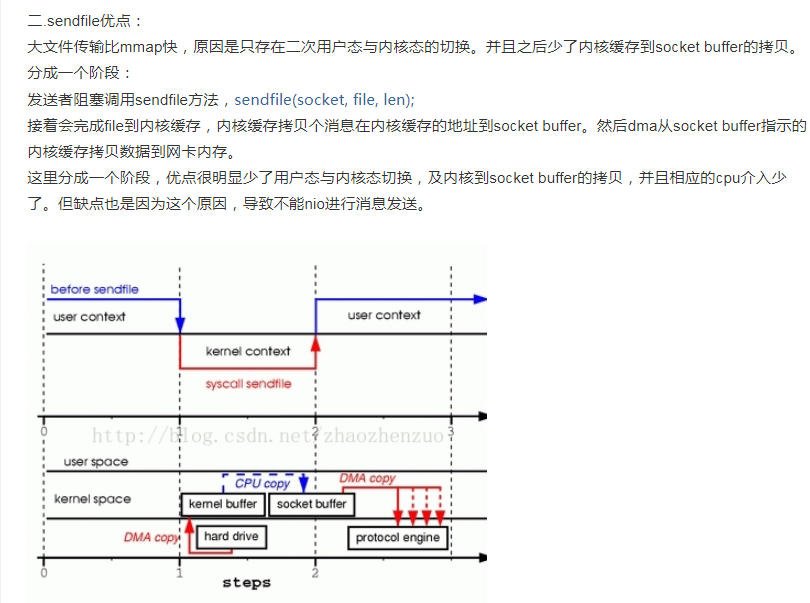 二.sendfile优点：
大文件传输比mmap快，原因是只存在二次用户态与内核态的切换。并且之后少了内核缓存到socket buffer的拷贝。
分成一个阶段：
发送者阻塞调用sendfile方法，sendfile(socket, file, len);
接着会完成file到内核缓存，内核缓存拷贝个消息在内核缓存的地址到socket buffer。然后dma从socket buffer指示的
内核缓存拷贝数据到网卡内存。
这里分成一个阶段，优点很明显少了用户态与内核态切换，及内核到socket buffer的拷贝，并且相应的cpu介入少
了。但缺点也是因为这个原因，导致不能nio进行消息发送。
before sendfile
user context
user context
kernel context
syscall sendfile
0 1 2 3
http://blog.csdn.net/zhaozhenzuo
user space
CPU copy
DMA copy
kernel space
kernel buffer
socket buffer
DMA copy
hard drive
protocol engine
0 1 2
steps